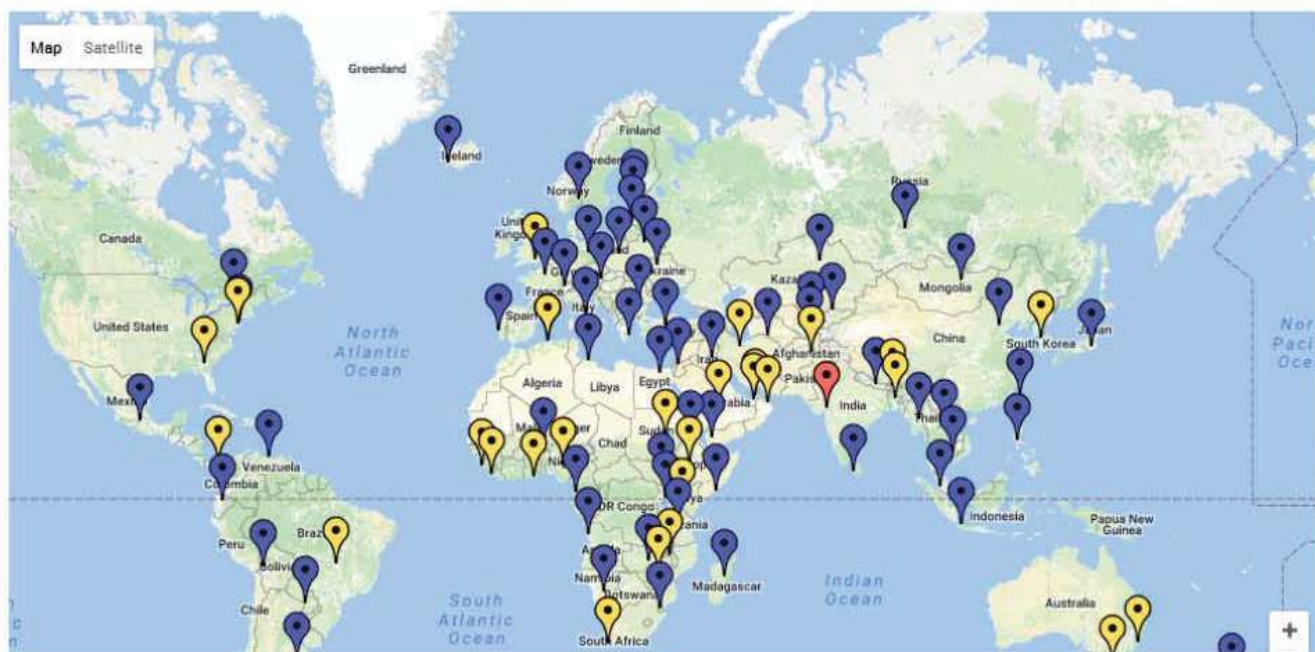 Map Satellite
Greenland
Iceland
Finland
Norway
Russia
Canada
United States
North
Atlantic
Ocean
France
Spain
Italy
Mongolia
China
South Korea
Japan
Afghanistan
India
Algeria
Libya
Egypt
Chad
Sudan
Venezuela
Colombia
DR Congo
Indonesia
Papua New
Guinea
Peru
Namibia
Botswana
Madagascar
Chile
South
Atlantic
Ocean
Indian
Ocean
Australia
South Africa
+